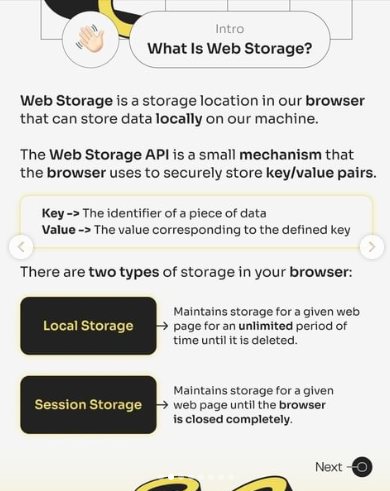 Intro
What Is Web Storage?
Web Storage is a storage location in our browser
that can store data locally on our machine.
The Web Storage API is a small mechanism that
the browser uses to securely store key/value pairs.
Key -> The identifier of a piece of data
Value -> The value corresponding to the defined key
There are two types of storage in your browser:
Local Storage
Maintains storage for a given web
page for an unlimited period of
time until it is deleted.
Session Storage
Maintains storage for a given
web page until the browser
is closed completely.
Next